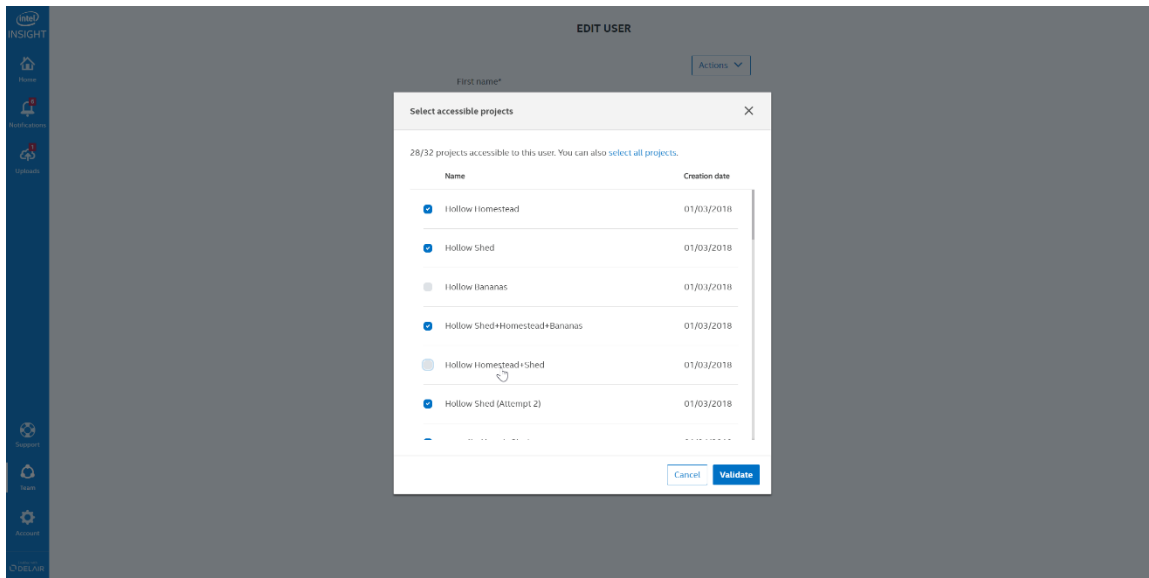 intel
INSIGHT
EDIT USER
Home
Actions
First name*
Notifications
Select accessible projects
28/32 projects accessible to this user. You can also select all projects.
Uploads
Name Creation date
Hollow Homestead 01/03/2018
Hollow Shed 01/03/2018
Hollow Bananas 01/03/2018
Hollow Shed+Homestead+Bananas 01/03/2018
Hollow Homestead+Shed 01/03/2018
Hollow Shed (Attempt 2) 01/03/2018
Support
Cancel Validate
Team
Account
DELAIR